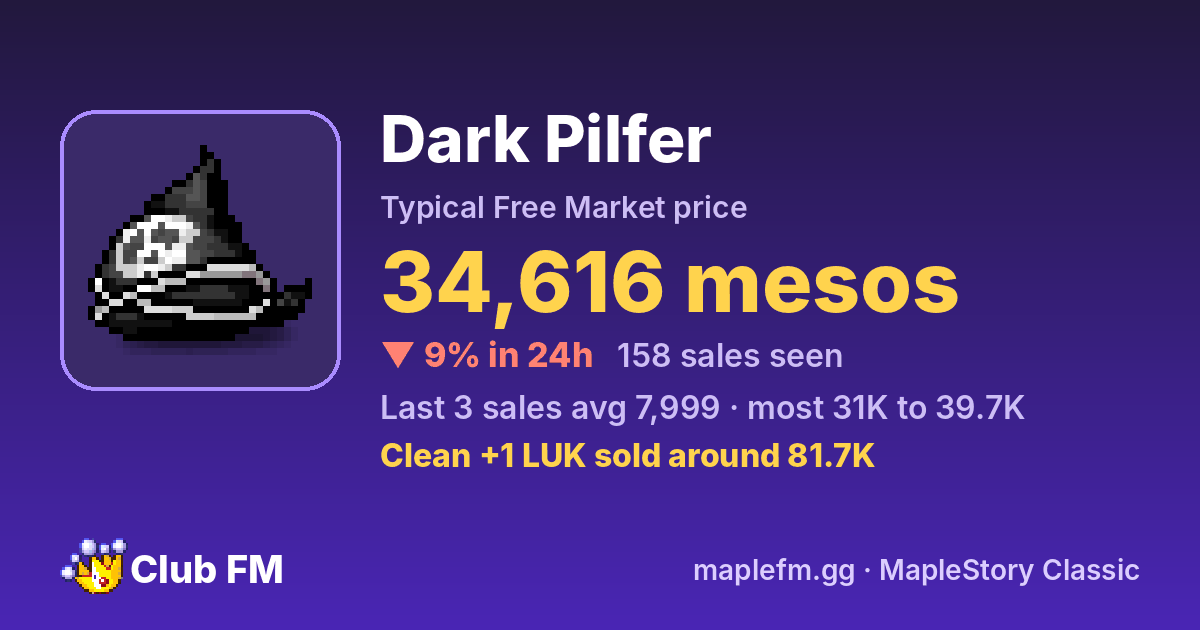 Dark Pilfer
Typical Free Market price
34,616 mesos
▼ 9% in 24h 158 sales seen
Last 3 sales avg 7,999 · most 31K to 39.7K
Clean +1 LUK sold around 81.7K
Club FM
maplefm.gg · MapleStory Classic